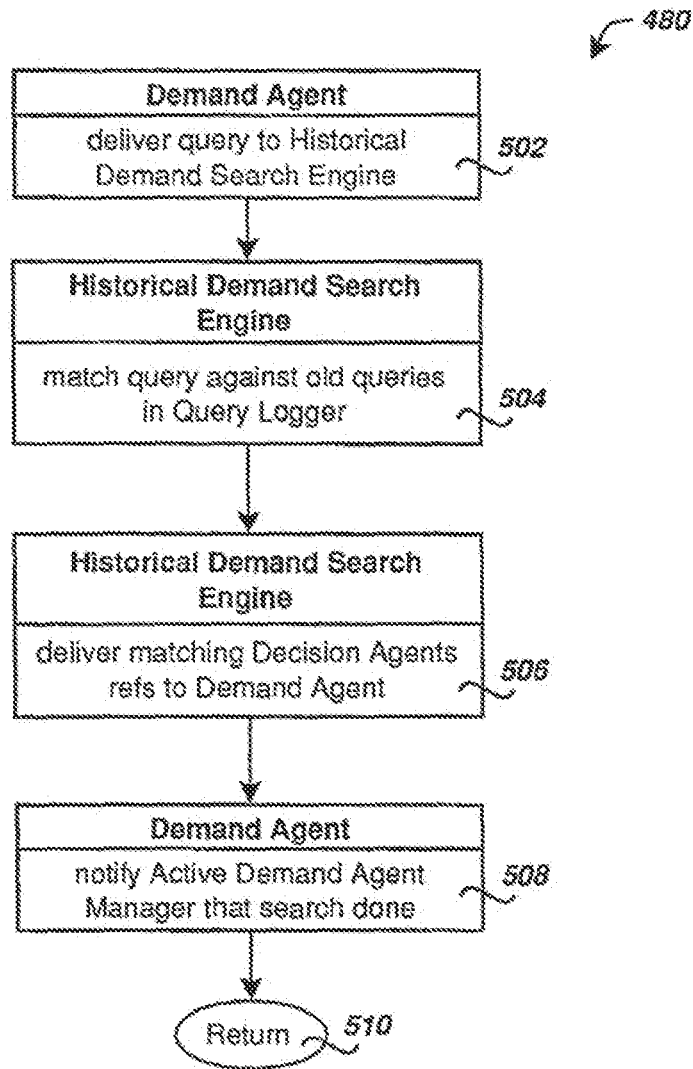 480
Demand Agent
deliver query to Historical
Demand Search Engine
502
Historical Demand Search
Engine
match query against old queries
in Query Logger
504
Historical Demand Search
Engine
deliver matching Decision Agents
refs to Demand Agent
506
Demand Agent
notify Active Demand Agent
Manager that search done
508
Return
510